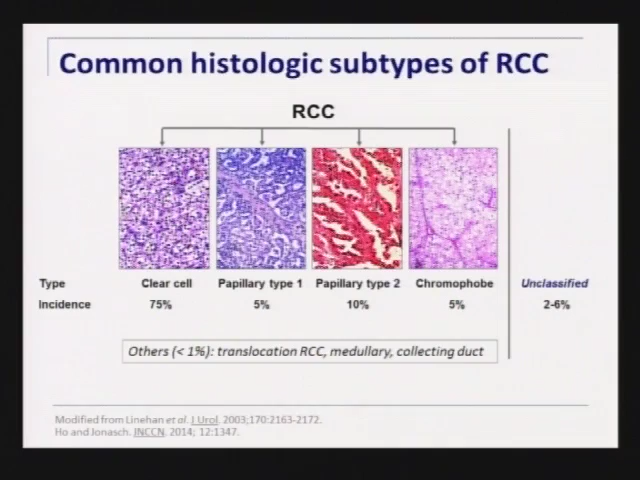 Common histologic subtypes of RCC
RCC
Type Clear cell Papillary type 1 Papillary type 2 Chromophobe Unclassified
Incidence 75% 5% 10% 5% 2-6%
Others (< 1%): translocation RCC, medullary, collecting duct
Modified from Linehan et al. J Urol. 2003;170:2163-2172.
Ho and Jonasch. JNCCN. 2014; 12:1347.